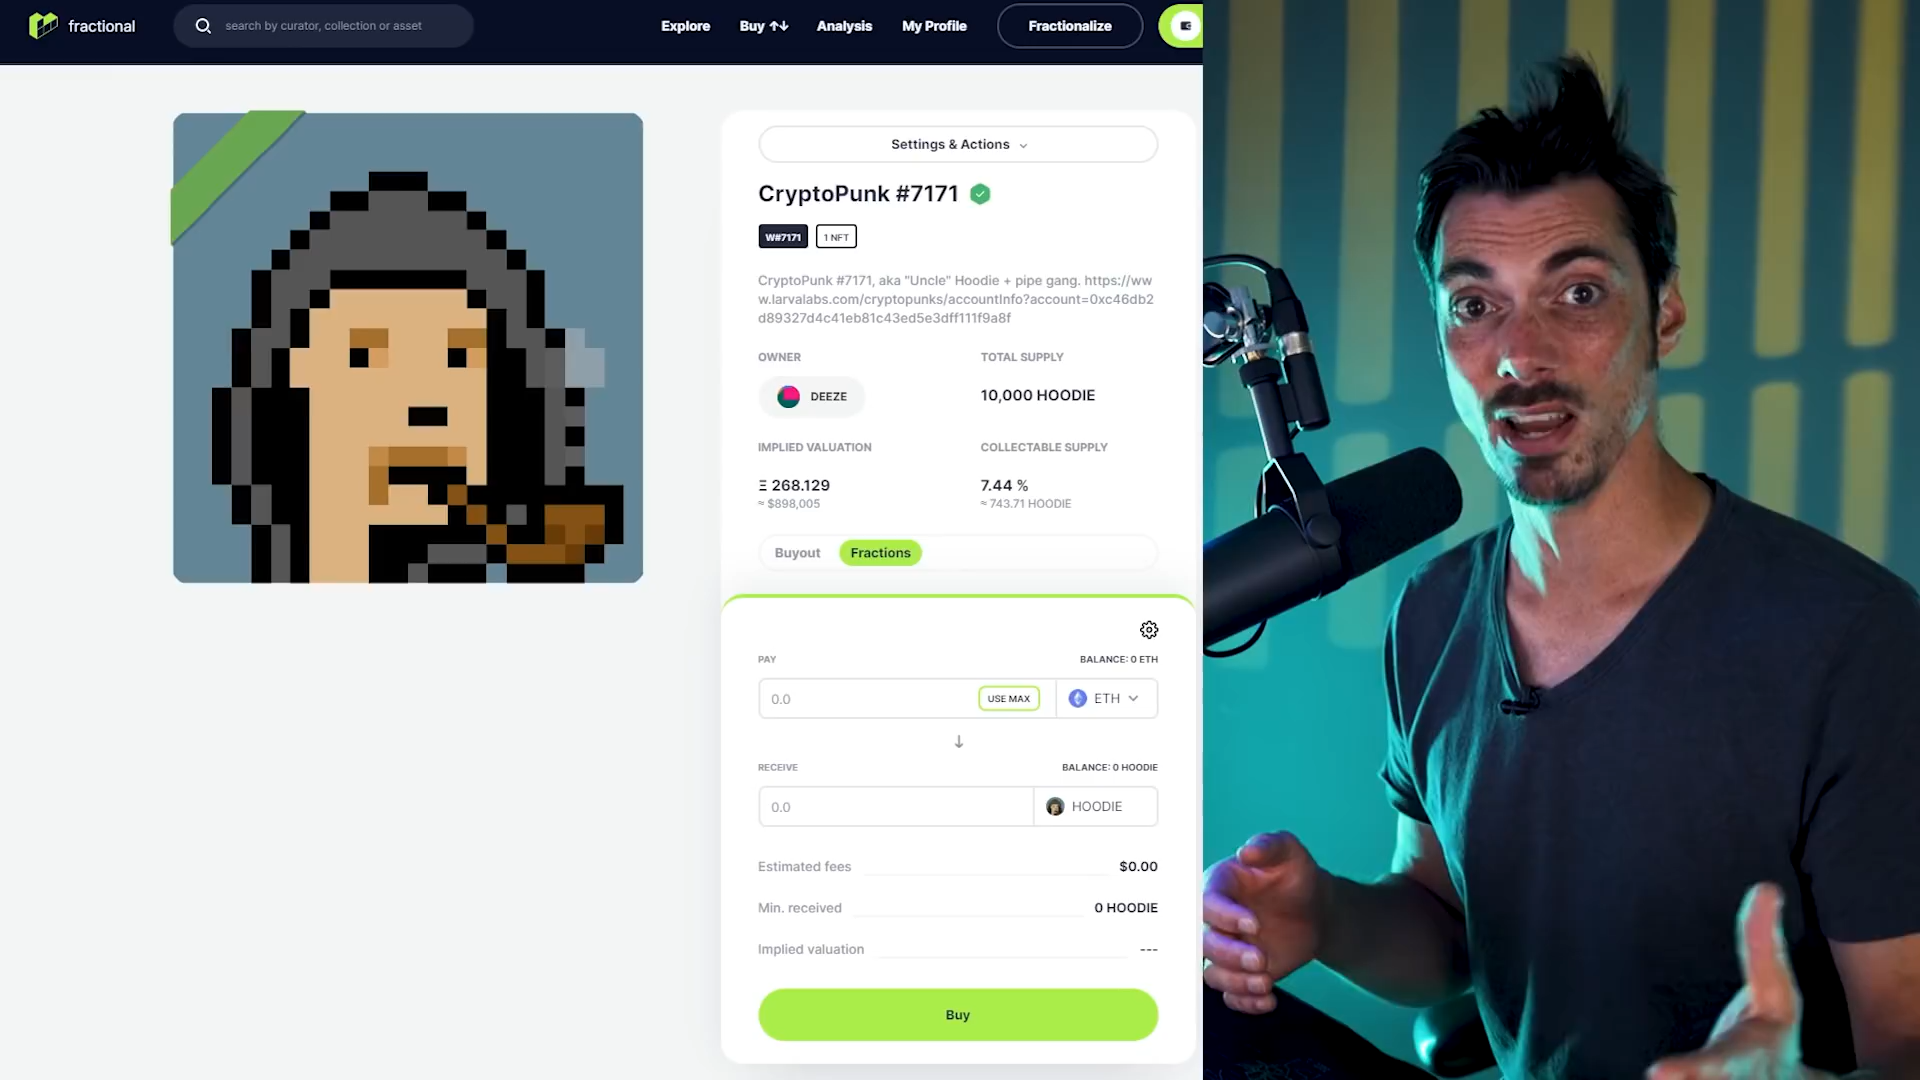 fractional
search by curator, collection or asset
Explore
Buy
Analysis
My Profile
Fractionalize
Settings & Actions
CryptoPunk #7171
W#7171
1 NFT
CryptoPunk #7171, aka "Uncle" Hoodie + pipe gang. https://ww
w.larvalabs.com/cryptopunks/accountInfo?account=0xc46db2
d89327d4c41eb81c43ed5e3dff111f9a8f
OWNER
TOTAL SUPPLY
DEEZE
10,000 HOODIE
IMPLIED VALUATION
COLLECTABLE SUPPLY
Ξ 268.129
7.44 %
≈ $898,005
≈ 743.71 HOODIE
Buyout
Fractions
PAY
BALANCE: 0 ETH
0.0
USE MAX
ETH
RECEIVE
BALANCE: 0 HOODIE
0.0
HOODIE
Estimated fees
$0.00
Min. received
0 HOODIE
Implied valuation
---
Buy